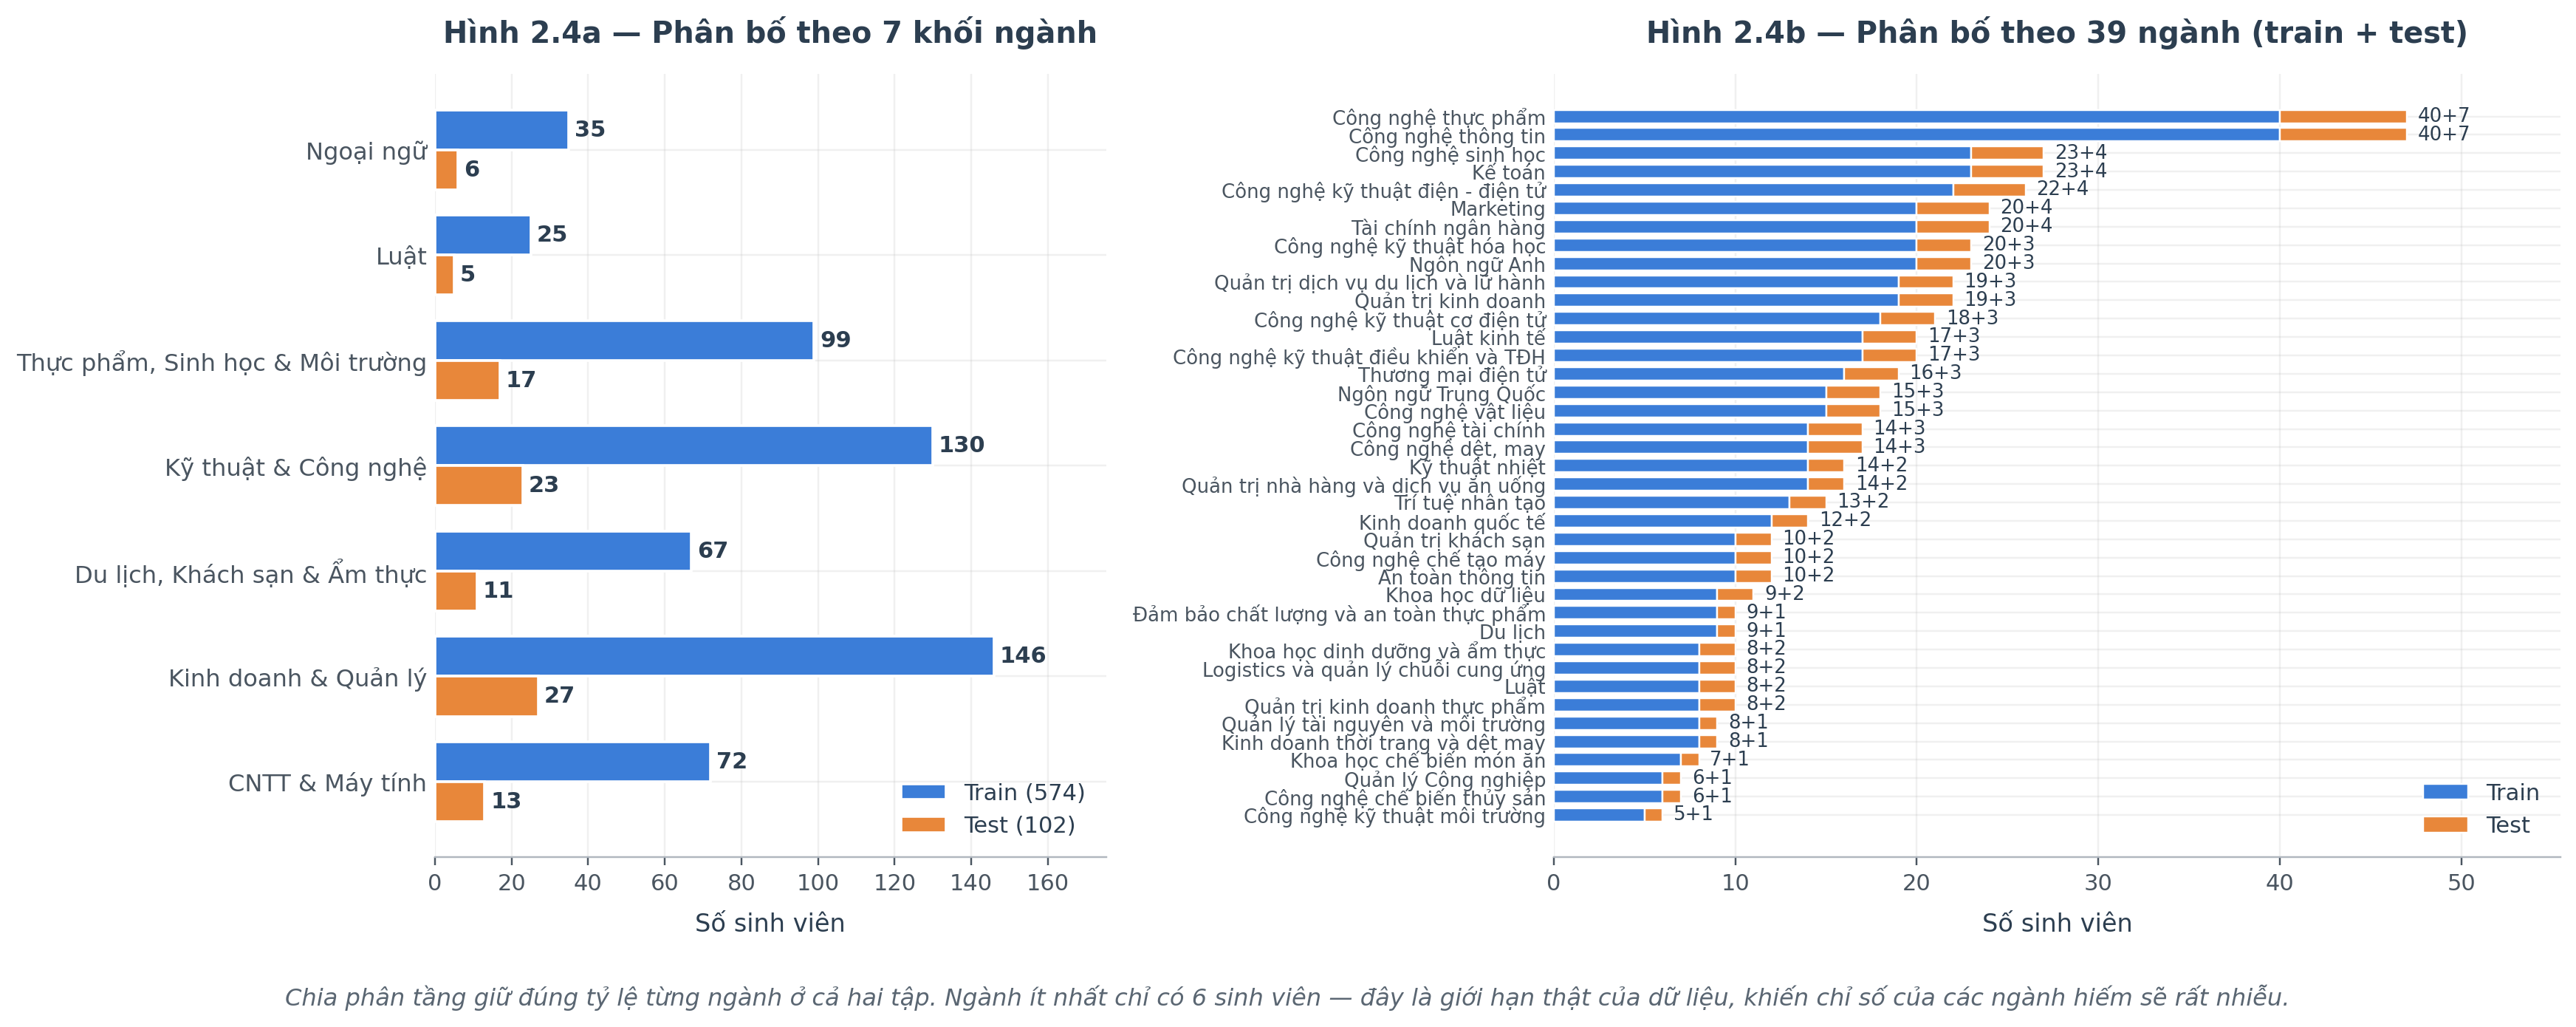 Hình 2.4a — Phân bố theo 7 khối ngành
Ngoại ngữ
35
6
Luật
25
5
Thực phẩm, Sinh học & Môi trường
99
17
Kỹ thuật & Công nghệ
130
23
Du lịch, Khách sạn & Ẩm thực
67
11
Kinh doanh & Quản lý
146
27
CNTT & Máy tính
72
13
Train (574)
Test (102)
0 20 40 60 80 100 120 140 160
Số sinh viên
Hình 2.4b — Phân bố theo 39 ngành (train + test)
Công nghệ thực phẩm 40+7
Công nghệ thông tin 40+7
Công nghệ sinh học 23+4
Kế toán 23+4
Công nghệ kỹ thuật điện - điện tử 22+4
Marketing 20+4
Tài chính ngân hàng 20+4
Công nghệ kỹ thuật hóa học 20+3
Ngôn ngữ Anh 20+3
Quản trị dịch vụ du lịch và lữ hành 19+3
Quản trị kinh doanh 19+3
Công nghệ kỹ thuật cơ điện tử 18+3
Luật kinh tế 17+3
Công nghệ kỹ thuật điều khiển và TĐH 17+3
Thương mại điện tử 16+3
Ngôn ngữ Trung Quốc 15+3
Công nghệ vật liệu 15+3
Công nghệ tài chính 14+3
Công nghệ dệt, may 14+3
Kỹ thuật nhiệt 14+2
Quản trị nhà hàng và dịch vụ ăn uống 14+2
Trí tuệ nhân tạo 13+2
Kinh doanh quốc tế 12+2
Quản trị khách sạn 10+2
Công nghệ chế tạo máy 10+2
An toàn thông tin 10+2
Khoa học dữ liệu 9+2
Đảm bảo chất lượng và an toàn thực phẩm 9+1
Du lịch 9+1
Khoa học dinh dưỡng và ẩm thực 8+2
Logistics và quản lý chuỗi cung ứng 8+2
Luật 8+2
Quản trị kinh doanh thực phẩm 8+2
Quản lý tài nguyên và môi trường 8+1
Kinh doanh thời trang và dệt may 8+1
Khoa học chế biến món ăn 7+1
Quản lý Công nghiệp 6+1
Công nghệ chế biến thủy sản 6+1
Công nghệ kỹ thuật môi trường 5+1
Train
Test
0 10 20 30 40 50
Số sinh viên
Chia phân tầng giữ đúng tỷ lệ từng ngành ở cả hai tập. Ngành ít nhất chỉ có 6 sinh viên — đây là giới hạn thật của dữ liệu, khiến chỉ số của các ngành hiếm sẽ rất nhiễu.